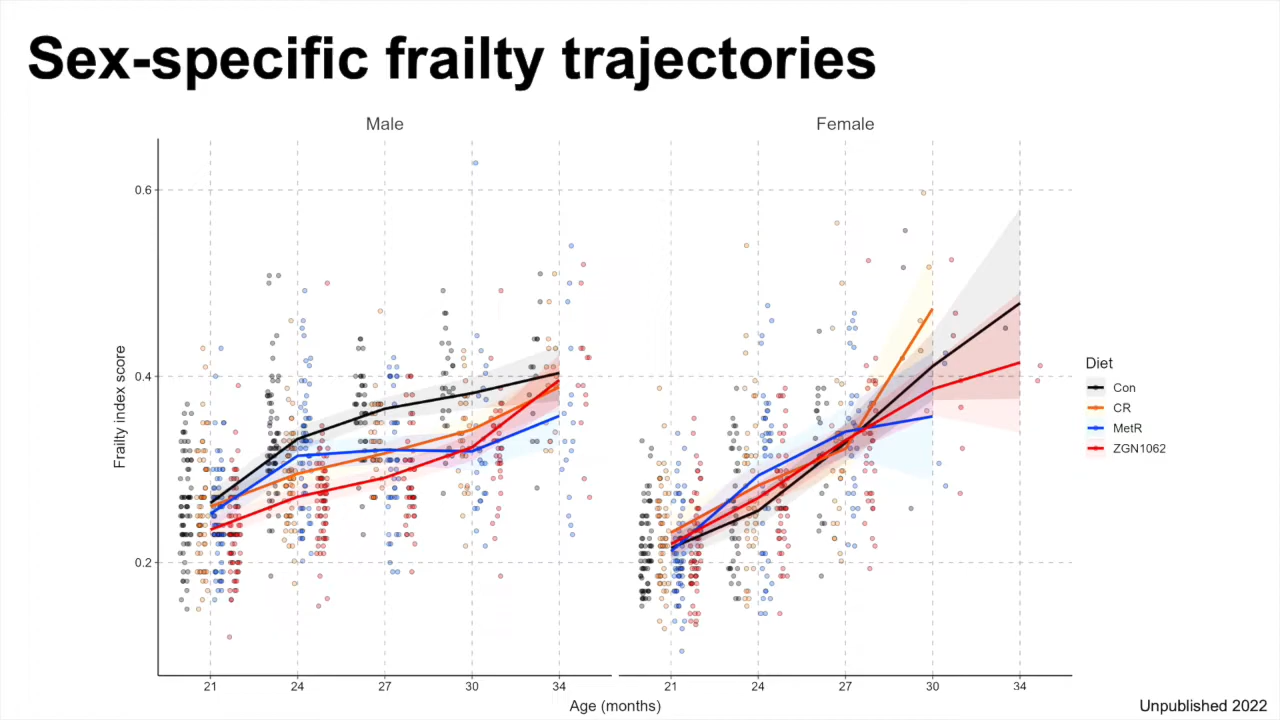 Sex-specific frailty trajectories
Male
Female
0.6
0.4
0.2
Frailty index score
21
24
27
30
34
21
24
27
30
34
Age (months)
Diet
Con
CR
MetR
ZGN1062
Unpublished 2022